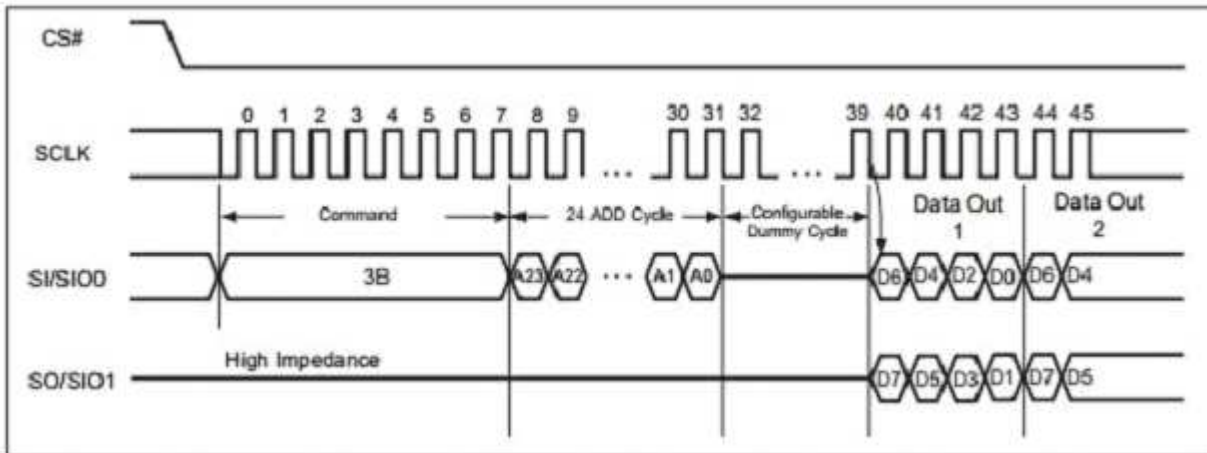 CS#
0 1 2 3 4 5 6 7 8 9 30 31 32 39 40 41 42 43 44 45
SCLK
... ...
Command 24 ADD Cycle Configurable Dummy Cycle Data Out 1 Data Out 2
SI/SIO0 3B A23 A22 ... A1 A0 D6 D4 D2 D0 D6 D4
High Impedance
SO/SIO1 D7 D5 D3 D1 D7 D5